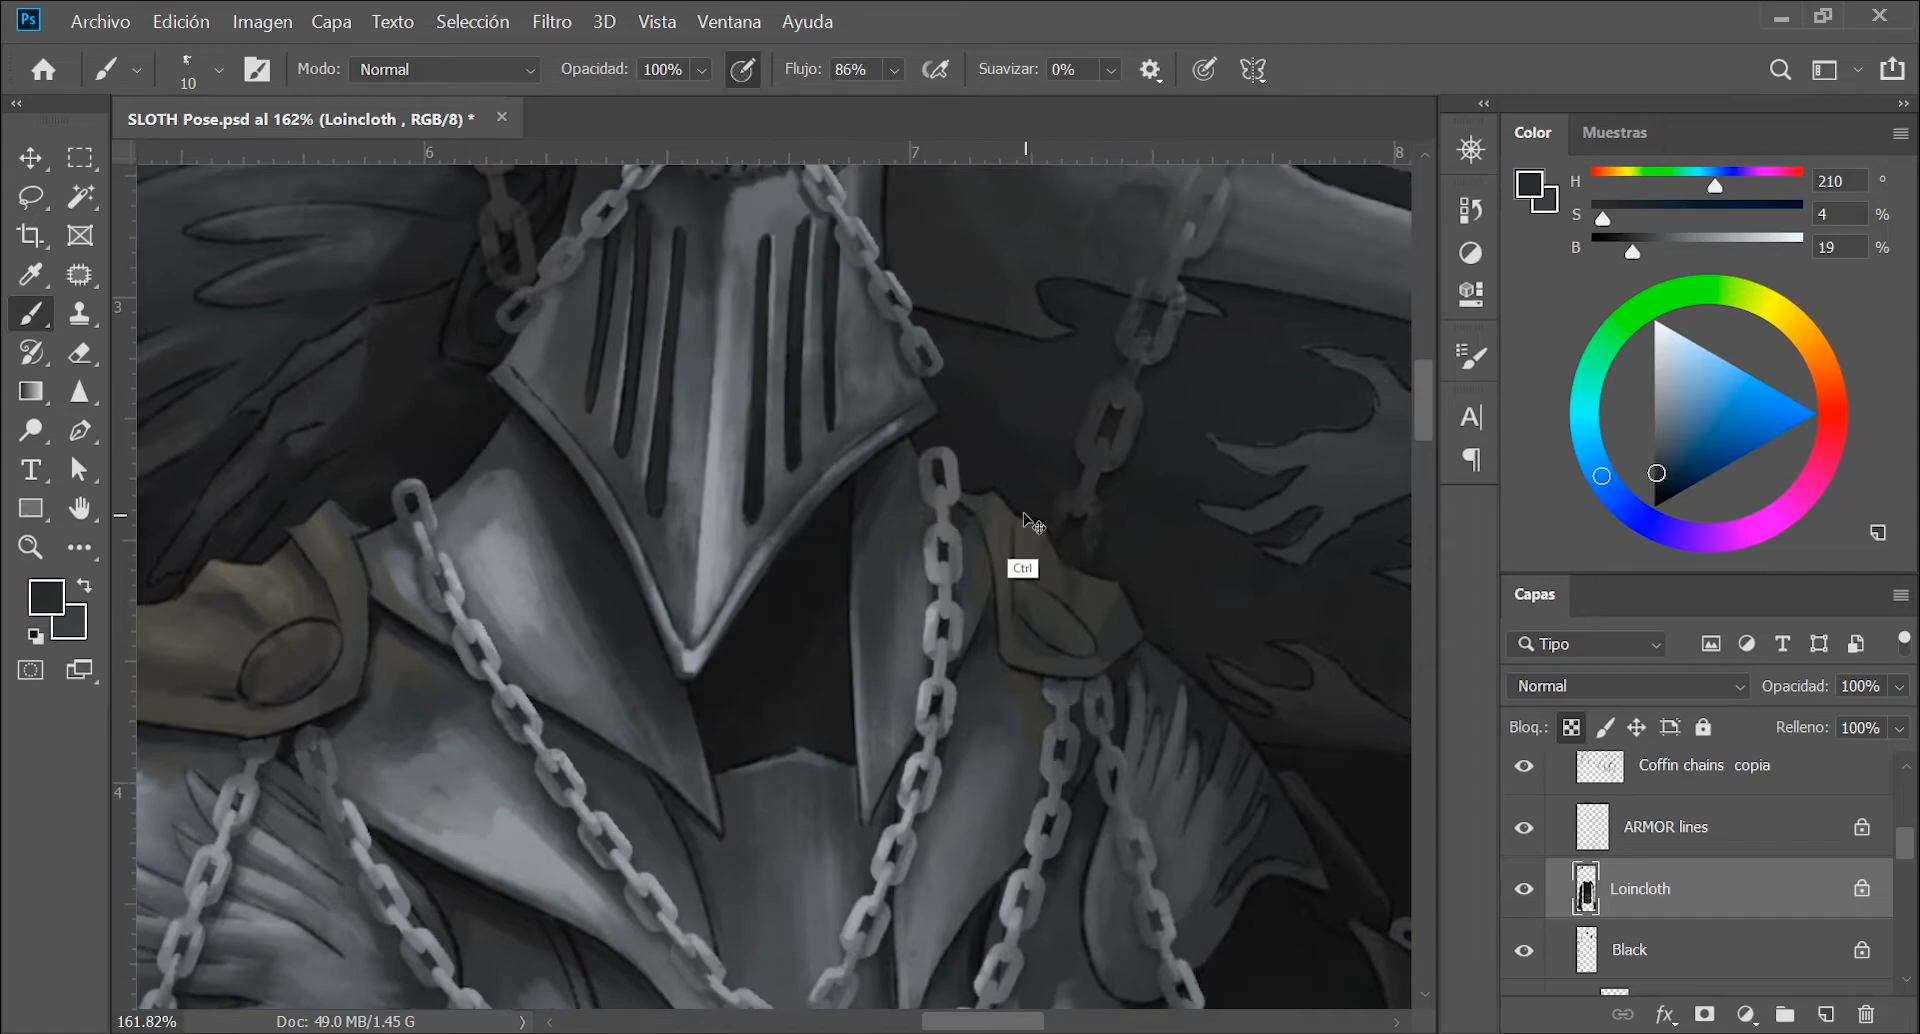 Ps Archivo Edición Imagen Capa Texto Selección Filtro 3D Vista Ventana Ayuda
10 Modo: Normal Opacidad: 100% Flujo: 86% Suavizar: 0%
SLOTH Pose.psd al 162% (Loincloth , RGB/8) *
6 7 8
3
4
Ctrl
161.82% Doc: 49.0 MB/1.45 G
Color Muestras
H 210 °
S 4 %
B 19 %
Capas
Tipo
Normal Opacidad: 100%
Bloq.: Relleno: 100%
Coffin chains copia
ARMOR lines
Loincloth
Black
fx